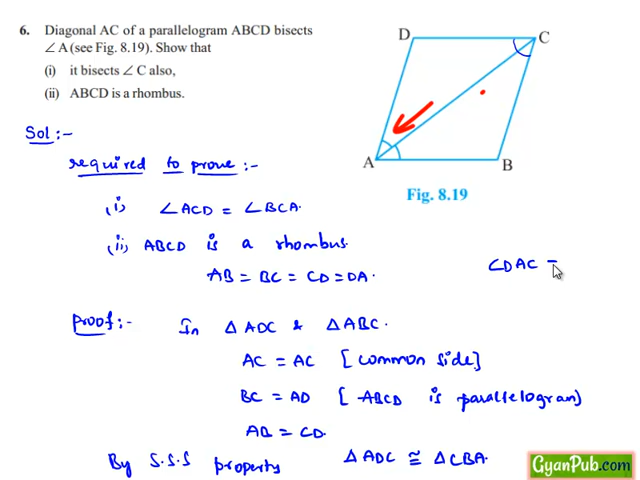 6. Diagonal AC of a parallelogram ABCD bisects
∠ A (see Fig. 8.19). Show that
(i) it bisects ∠ C also,
(ii) ABCD is a rhombus.
D
C
A
B
Fig. 8.19
Sol:-
required to prove:-
(i) ∠ACD = ∠BCA.
(ii) ABCD is a rhombus.
AB = BC = CD = DA.
∠DAC =
Proof:- In △ ADC & △ ABC.
AC = AC [common side]
BC = AD [ ABCD is parallelogram)
AB = CD.
By S.S.S property △ ADC ≅ △ CBA.
GyanPub.com